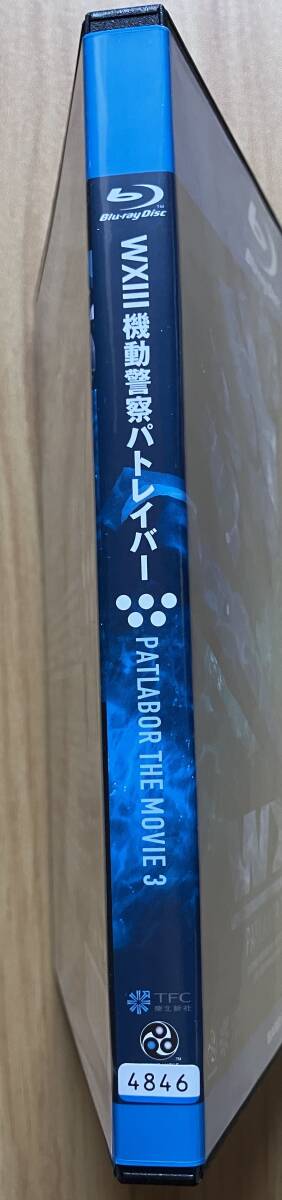 Blu-ray Disc™
WXIII 機動警察パトレイバー
PATLABOR THE MOVIE 3
TFC
東北新社
4846